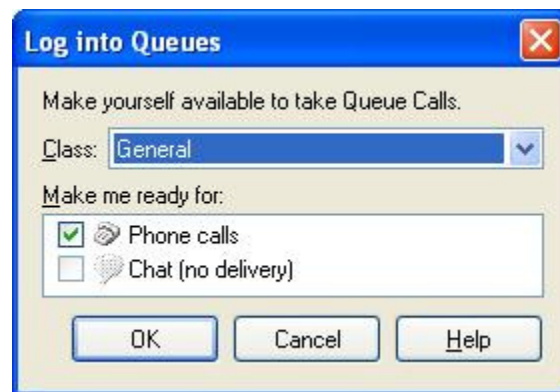 Log into Queues
Make yourself available to take Queue Calls.
Class: General
Make me ready for:
Phone calls
Chat (no delivery)
OK Cancel Help